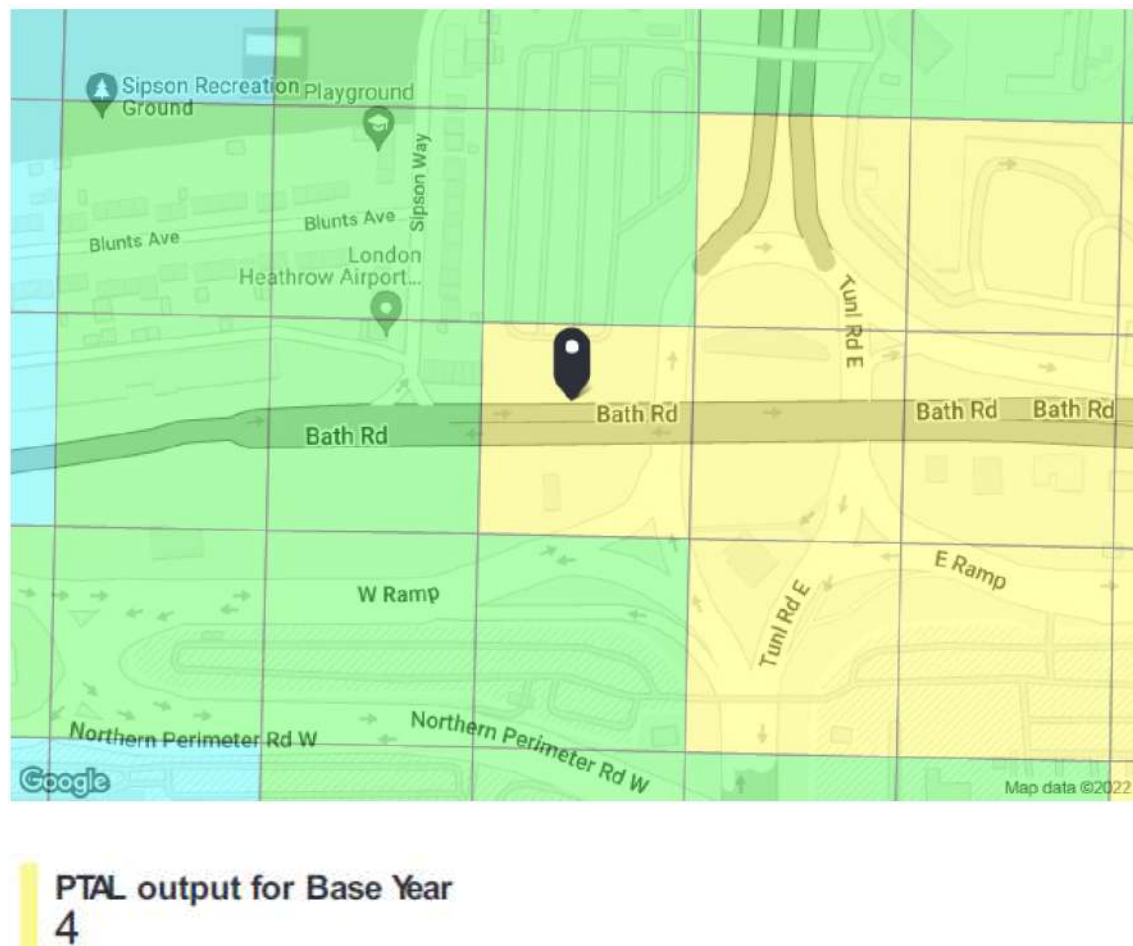 Sipson Recreation
Ground
Playground
Sipson Way
Blunts Ave
Blunts Ave
London
Heathrow Airport...
Tunl Rd E
Bath Rd
Bath Rd
Bath Rd
Bath Rd
W Ramp
E Ramp
Tunl Rd E
Northern Perimeter Rd W
Northern Perimeter Rd W
Google
Map data ©2022
PTAL output for Base Year
4